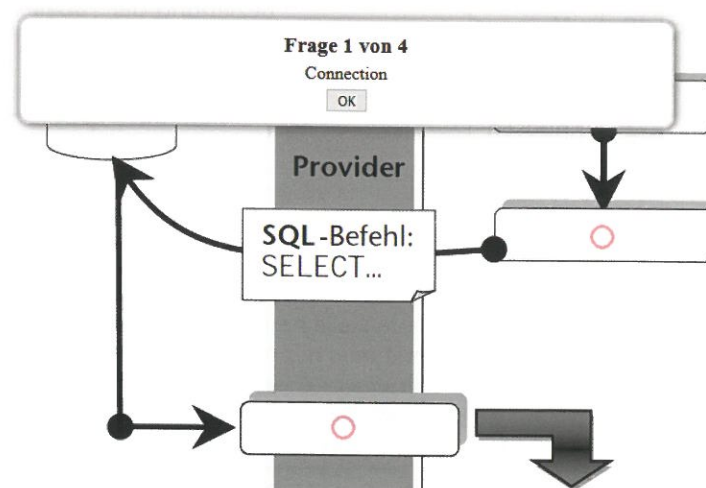 Frage 1 von 4
Connection
OK
Provider
SQL-Befehl:
SELECT...